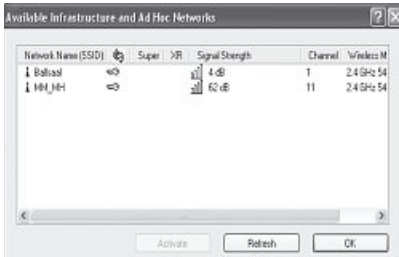 Available Infrastructure and Ad Hoc Networks
Network Name (SSID) Super XR Signal Strength Channel Wireless M
Ballsaal 4 dB 1 2.4 GHz 54
MM_MH 62 dB 11 2.4 GHz 54
Activate Refresh OK